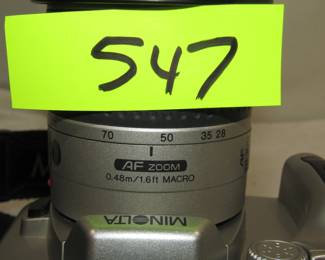 547
70 50 35 28
AF ZOOM
0.48m/1.6ft MACRO
MINOLTA